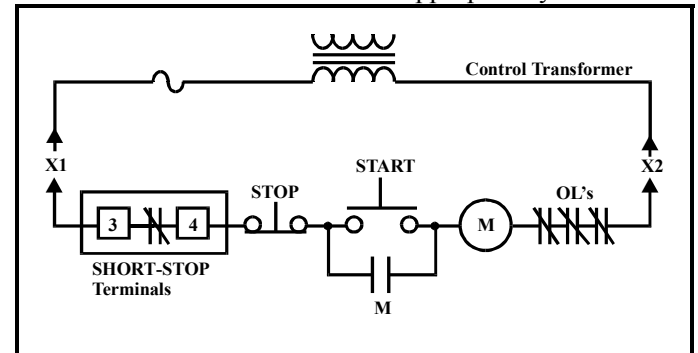 Control Transformer
X1
X2
START
STOP
OL's
3
4
M
SHORT-STOP
Terminals
M